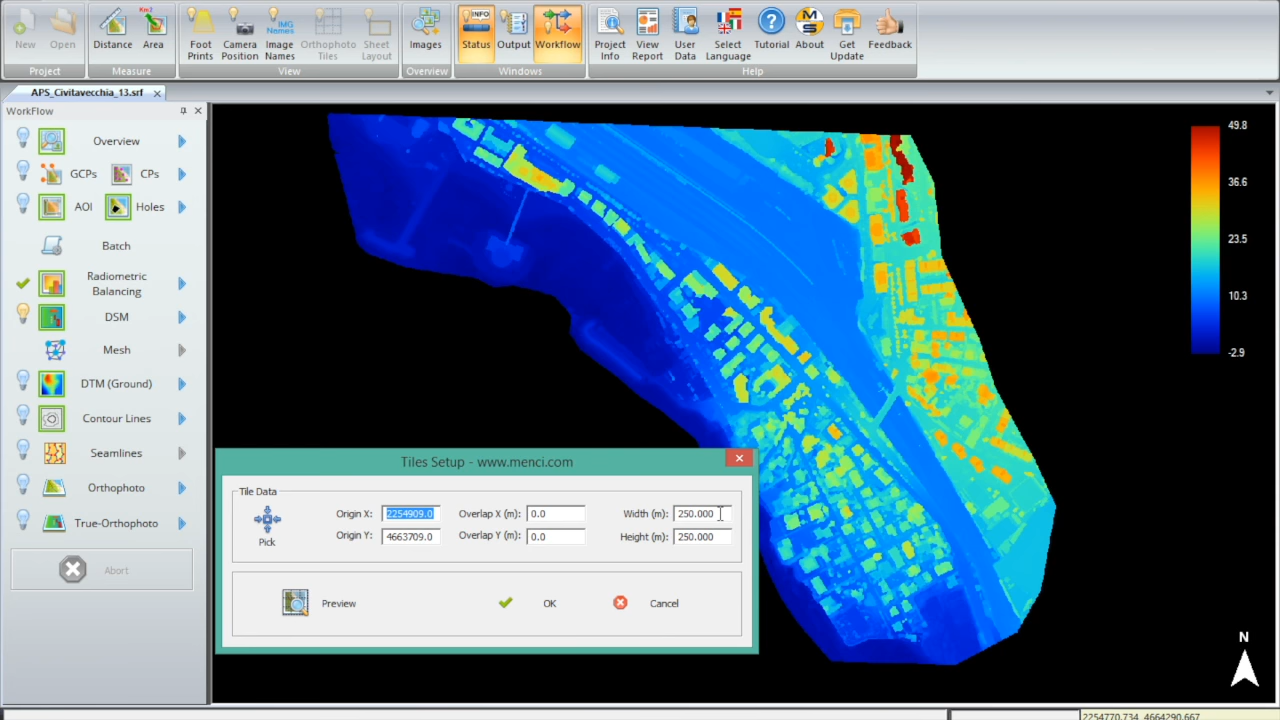 New
Open
Distance
Area
Km2
Foot
Prints
Camera
Position
IMG
Names
Image
Names
Orthophoto
Tiles
Sheet
Layout
Images
INFO
Status
Output
Workflow
Project
Info
View
Report
User
Data
Select
Language
Tutorial
About
Get
Update
Feedback
Project
Measure
View
Overview
Windows
Help
APS_Civitavecchia_13.srf
WorkFlow
Overview
GCPs
CPs
AOI
Holes
Batch
Radiometric
Balancing
DSM
Mesh
DTM (Ground)
Contour Lines
Seamlines
Orthophoto
True-Orthophoto
Abort
49.8
36.6
23.5
10.3
-2.9
Tiles Setup - www.menci.com
Tile Data
Pick
Origin X: 2254909.0
Overlap X (m): 0.0
Width (m): 250.000
Origin Y: 4663709.0
Overlap Y (m): 0.0
Height (m): 250.000
Preview
OK
Cancel
N
2254770.734, 4664290.667